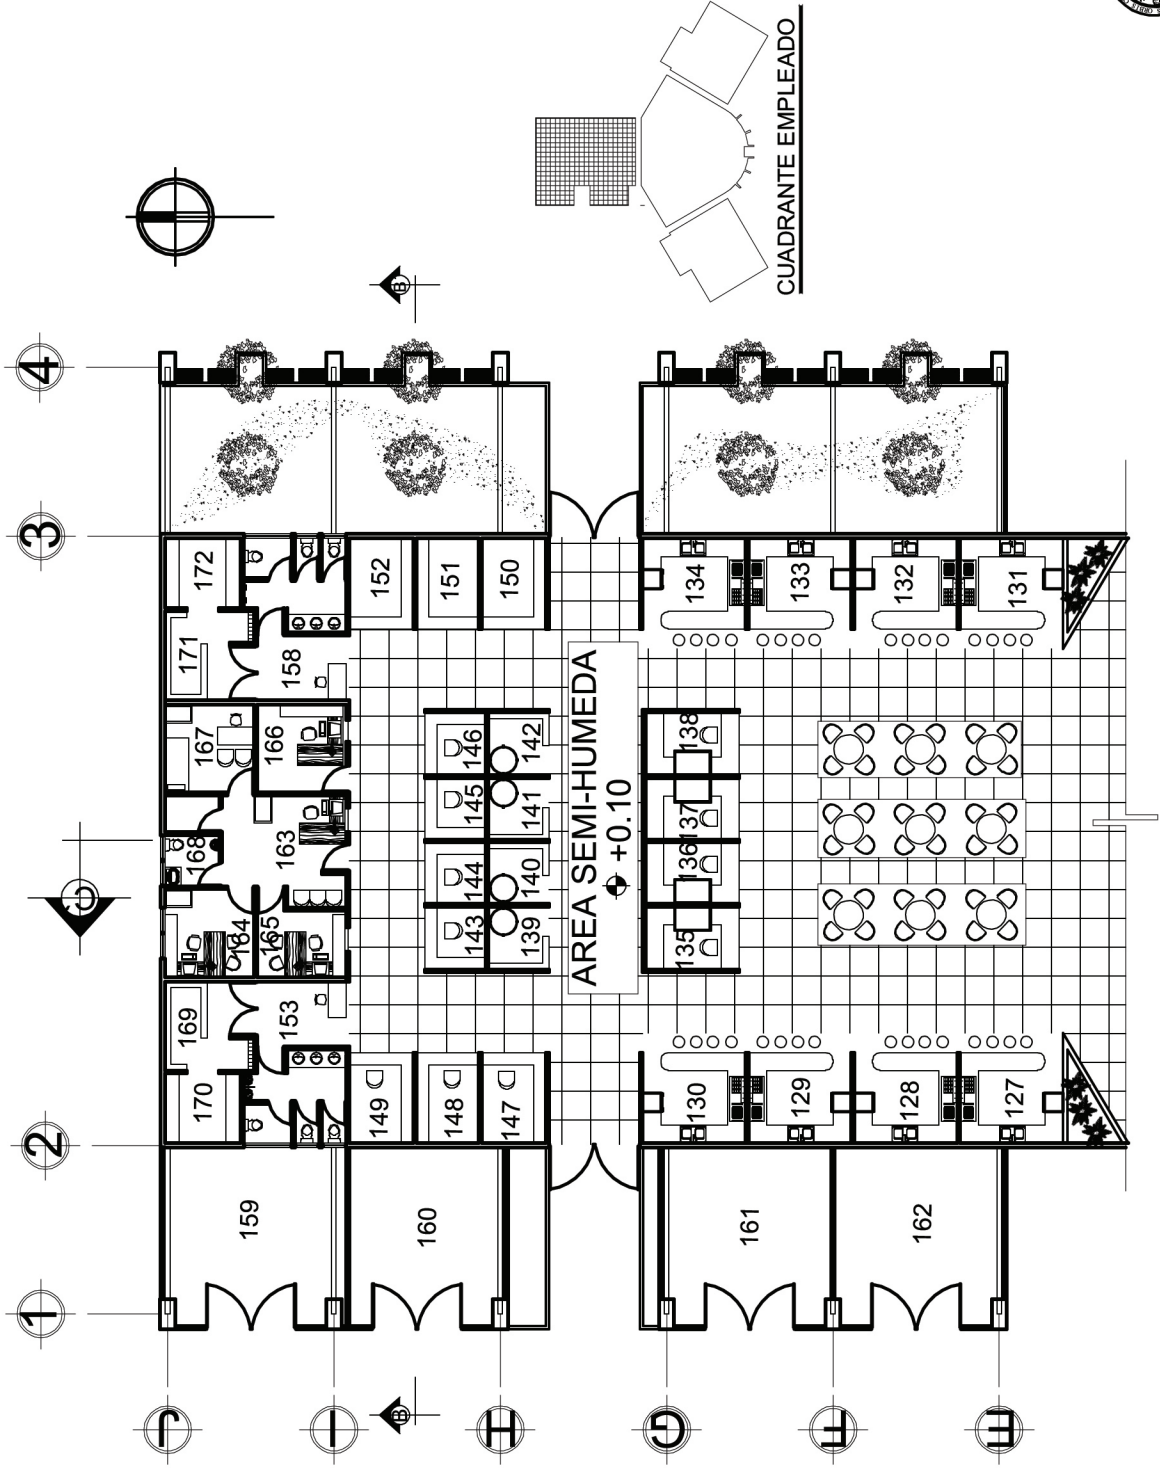 1 2 3 4
C
J
170 169 168 167 171 172
159 164 163 166 158
153 165
I
149 152
B B
160 148 151
143 144 145 146
H
147 150
139 140 141 142
AREA SEMI-HUMEDA
+0.10
G
130 135 136 137 138 134
161
129 133
F
128 132
162
127 131
E
CUADRANTE EMPLEADO